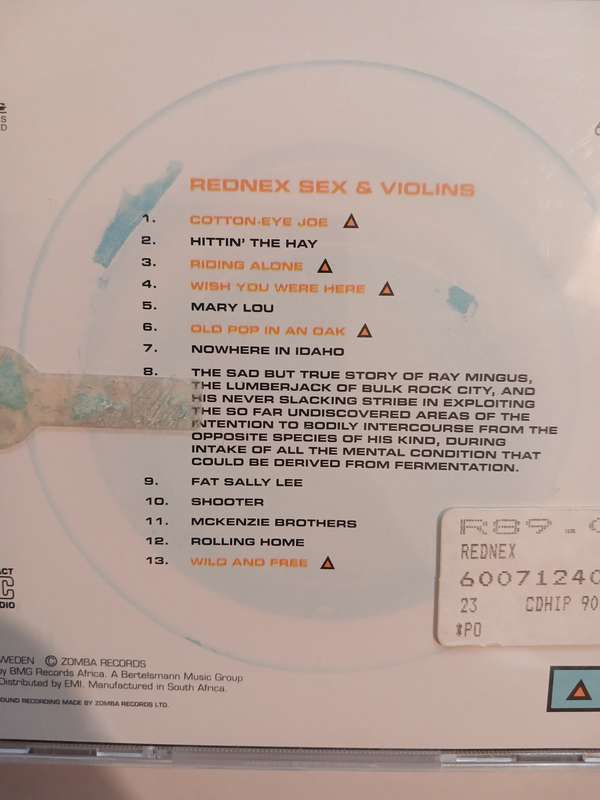 REDNEX SEX & VIOLINS
1. COTTON-EYE JOE
2. HITTIN' THE HAY
3. RIDING ALONE
4. WISH YOU WERE HERE
5. MARY LOU
6. OLD POP IN AN OAK
7. NOWHERE IN IDAHO
8. THE SAD BUT TRUE STORY OF RAY MINGUS,
THE LUMBERJACK OF BULK ROCK CITY, AND
HIS NEVER SLACKING STRIBE IN EXPLOITING
THE SO FAR UNDISCOVERED AREAS OF THE
INTENTION TO BODILY INTERCOURSE FROM THE
OPPOSITE SPECIES OF HIS KIND, DURING
INTAKE OF ALL THE MENTAL CONDITION THAT
COULD BE DERIVED FROM FERMENTATION.
9. FAT SALLY LEE
10. SHOOTER
11. MCKENZIE BROTHERS
12. ROLLING HOME
13. WILD AND FREE
R89.
REDNEX
60071240
23 CDHIP 90
*PO
WEDEN © ZOMBA RECORDS
by BMG Records Africa. A Bertelsmann Music Group
Distributed by EMI. Manufactured in South Africa.
OUND RECORDING MADE BY ZOMBA RECORDS LTD.